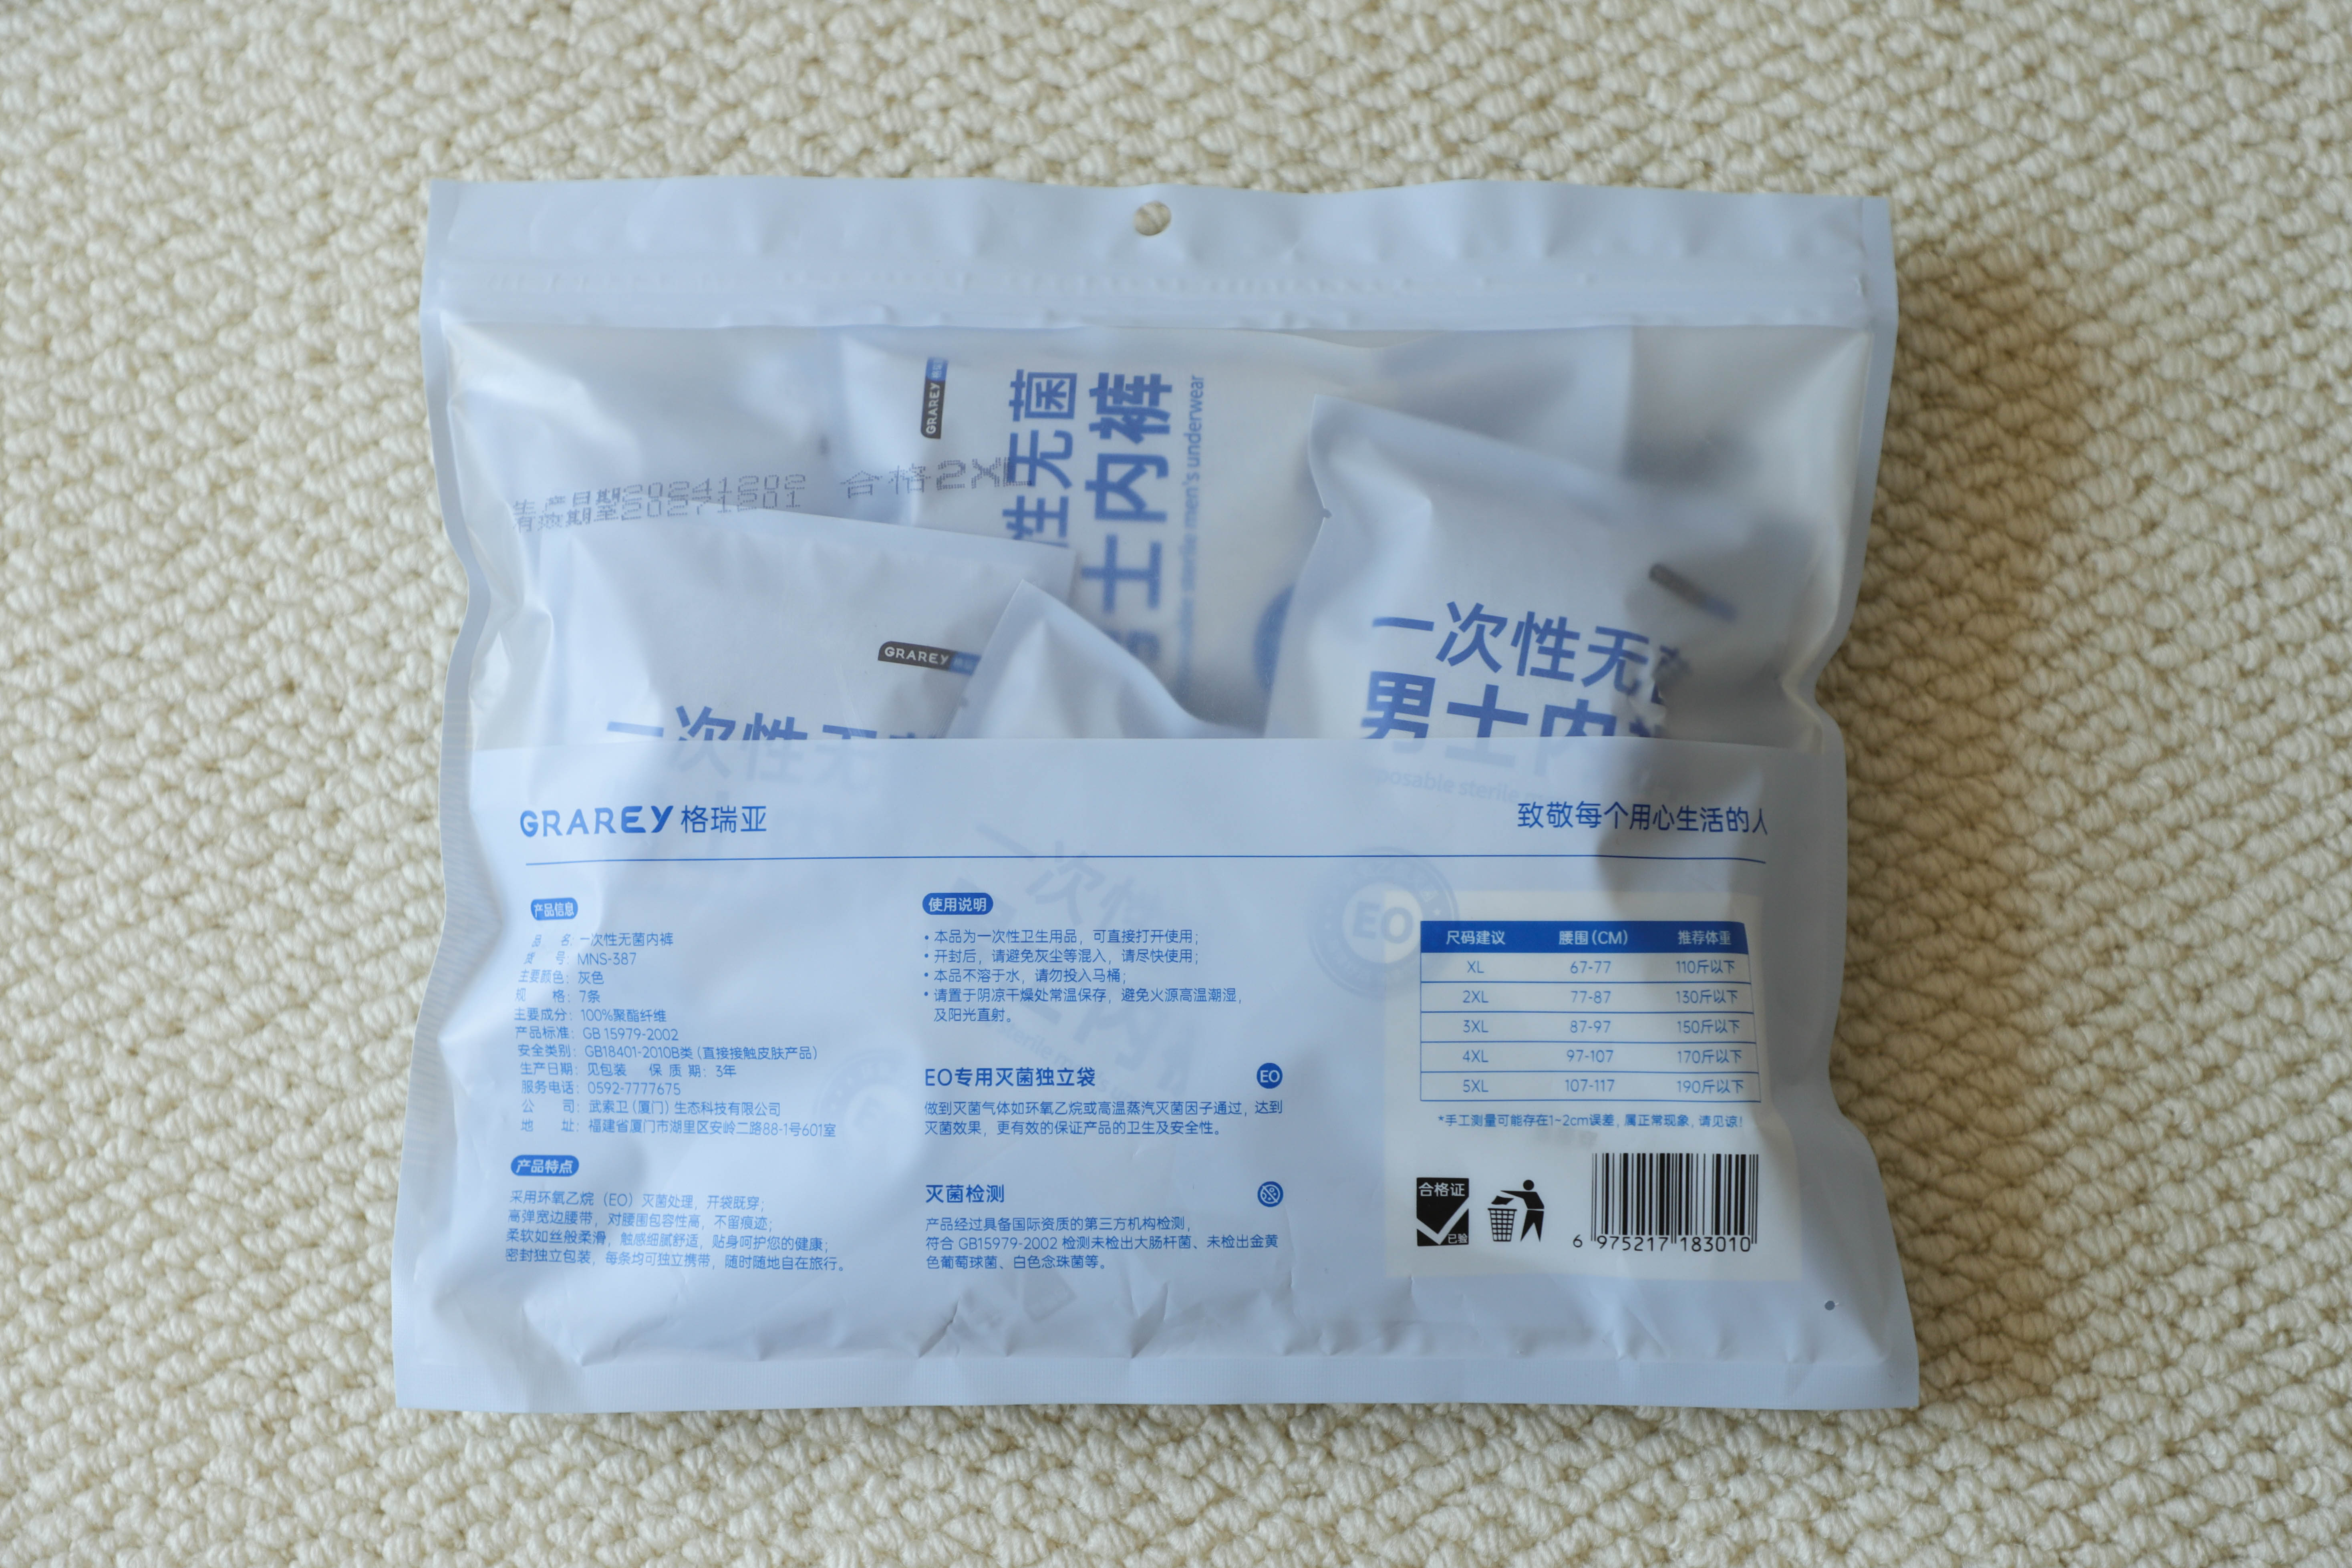 GRAREY 格瑞
性无菌
士内裤
sable sterile men's underwear
生产日期20241202 合格2XL
有效期至20271201
GRAREY
一次性无
一次性无
男士内
posable sterile
GRAREY 格瑞亚
致敬每个用心生活的人
一次性
EO
产品信息
品 名: 一次性无菌内裤
货 号: MNS-387
主要颜色: 灰色
规 格: 7条
主要成分: 100%聚酯纤维
产品标准: GB 15979-2002
安全类别: GB18401-2010B类 (直接接触皮肤产品)
生产日期: 见包装 保 质 期: 3年
服务电话: 0592-7777675
公 司: 武索卫 (厦门) 生态科技有限公司
地 址: 福建省厦门市湖里区安岭二路88-1号601室
产品特点
采用环氧乙烷 (EO) 灭菌处理, 开袋既穿;
高弹宽边腰带, 对腰围包容性高, 不留痕迹;
柔软如丝般柔滑, 触感细腻舒适, 贴身呵护您的健康;
密封独立包装, 每条均可独立携带, 随时随地自在旅行。
使用说明
• 本品为一次性卫生用品, 可直接打开使用;
• 开封后, 请避免灰尘等混入, 请尽快使用;
• 本品不溶于水, 请勿投入马桶;
• 请置于阴凉干燥处常温保存, 避免火源高温潮湿,
及阳光直射。
EO专用灭菌独立袋 EO
做到灭菌气体如环氧乙烷或高温蒸汽灭菌因子通过, 达到
灭菌效果, 更有效的保证产品的卫生及安全性。
灭菌检测
产品经过具备国际资质的第三方机构检测,
符合 GB15979-2002 检测未检出大肠杆菌、未检出金黄
色葡萄球菌、白色念珠菌等。
尺码建议 腰围 (CM) 推荐体重
XL 67-77 110斤以下
2XL 77-87 130斤以下
3XL 87-97 150斤以下
4XL 97-107 170斤以下
5XL 107-117 190斤以下
*手工测量可能存在1~2cm误差, 属正常现象, 请见谅!
合格证
已验
6 975217 183010